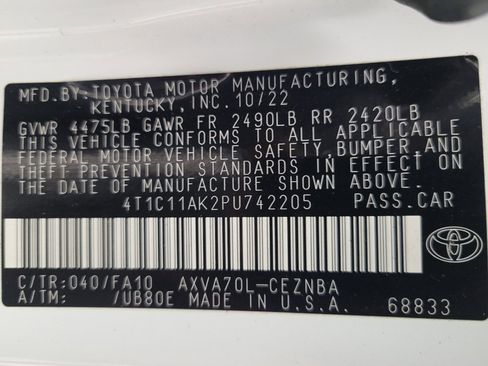 MFD.BY:TOYOTA MOTOR MANUFACTURING,
KENTUCKY,INC.10/22
GVWR 4475LB GAWR FR 2490LB RR 2420LB
THIS VEHICLE CONFORMS TO ALL APPLICABLE
FEDERAL MOTOR VEHICLE SAFETY,BUMPER,AND
THEFT PREVENTION STANDARDS IN EFFECT ON
THE DATE OF MANUFACTURE SHOWN ABOVE.
4T1C11AK2PU742205 PASS.CAR
C/TR:040/FA10 AXVA70L-CEZNBA
A/TM: /UB80E MADE IN U.S.A. 68833